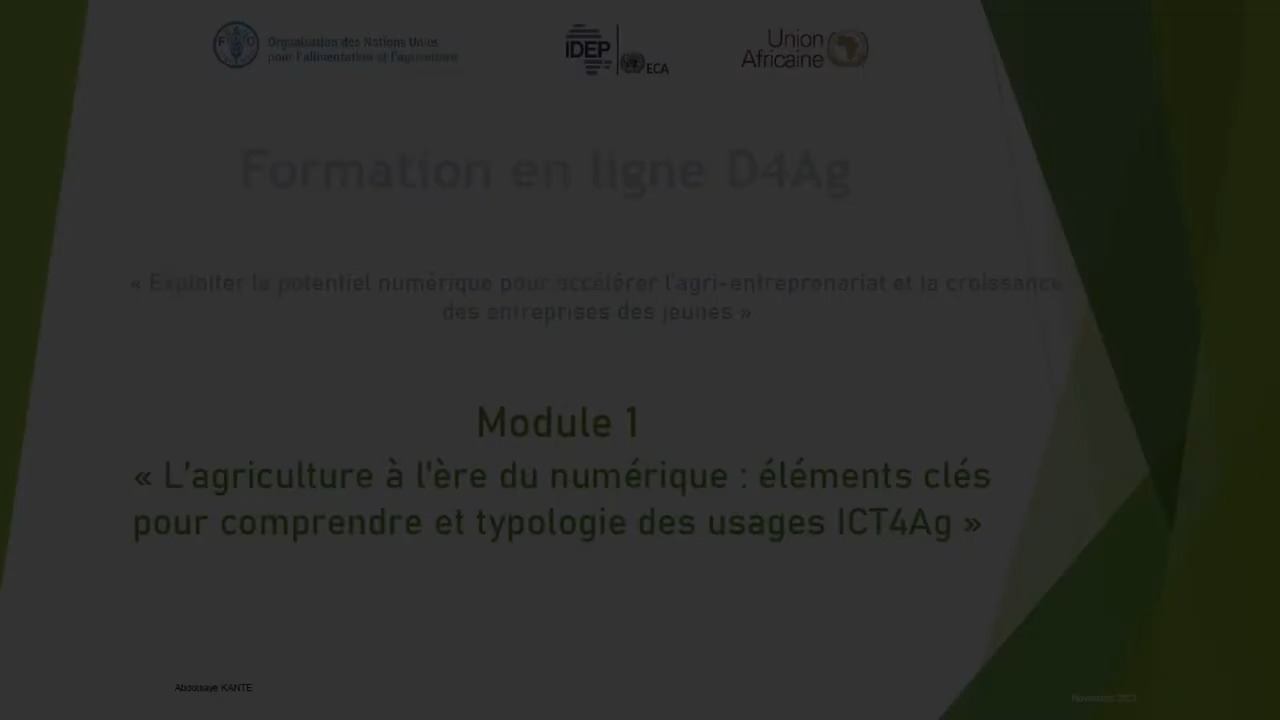 Organisation des Nations Unies
pour l'alimentation et l'agriculture
IDEP
ECA
Union
Africaine
Formation en ligne D4Ag
« Exploiter le potentiel numérique pour accélérer l'agri-entreprenariat et la croissance
des entreprises des jeunes »
Module 1
« L'agriculture à l'ère du numérique : éléments clés
pour comprendre et typologie des usages ICT4Ag »
Abdoulaye KANTE